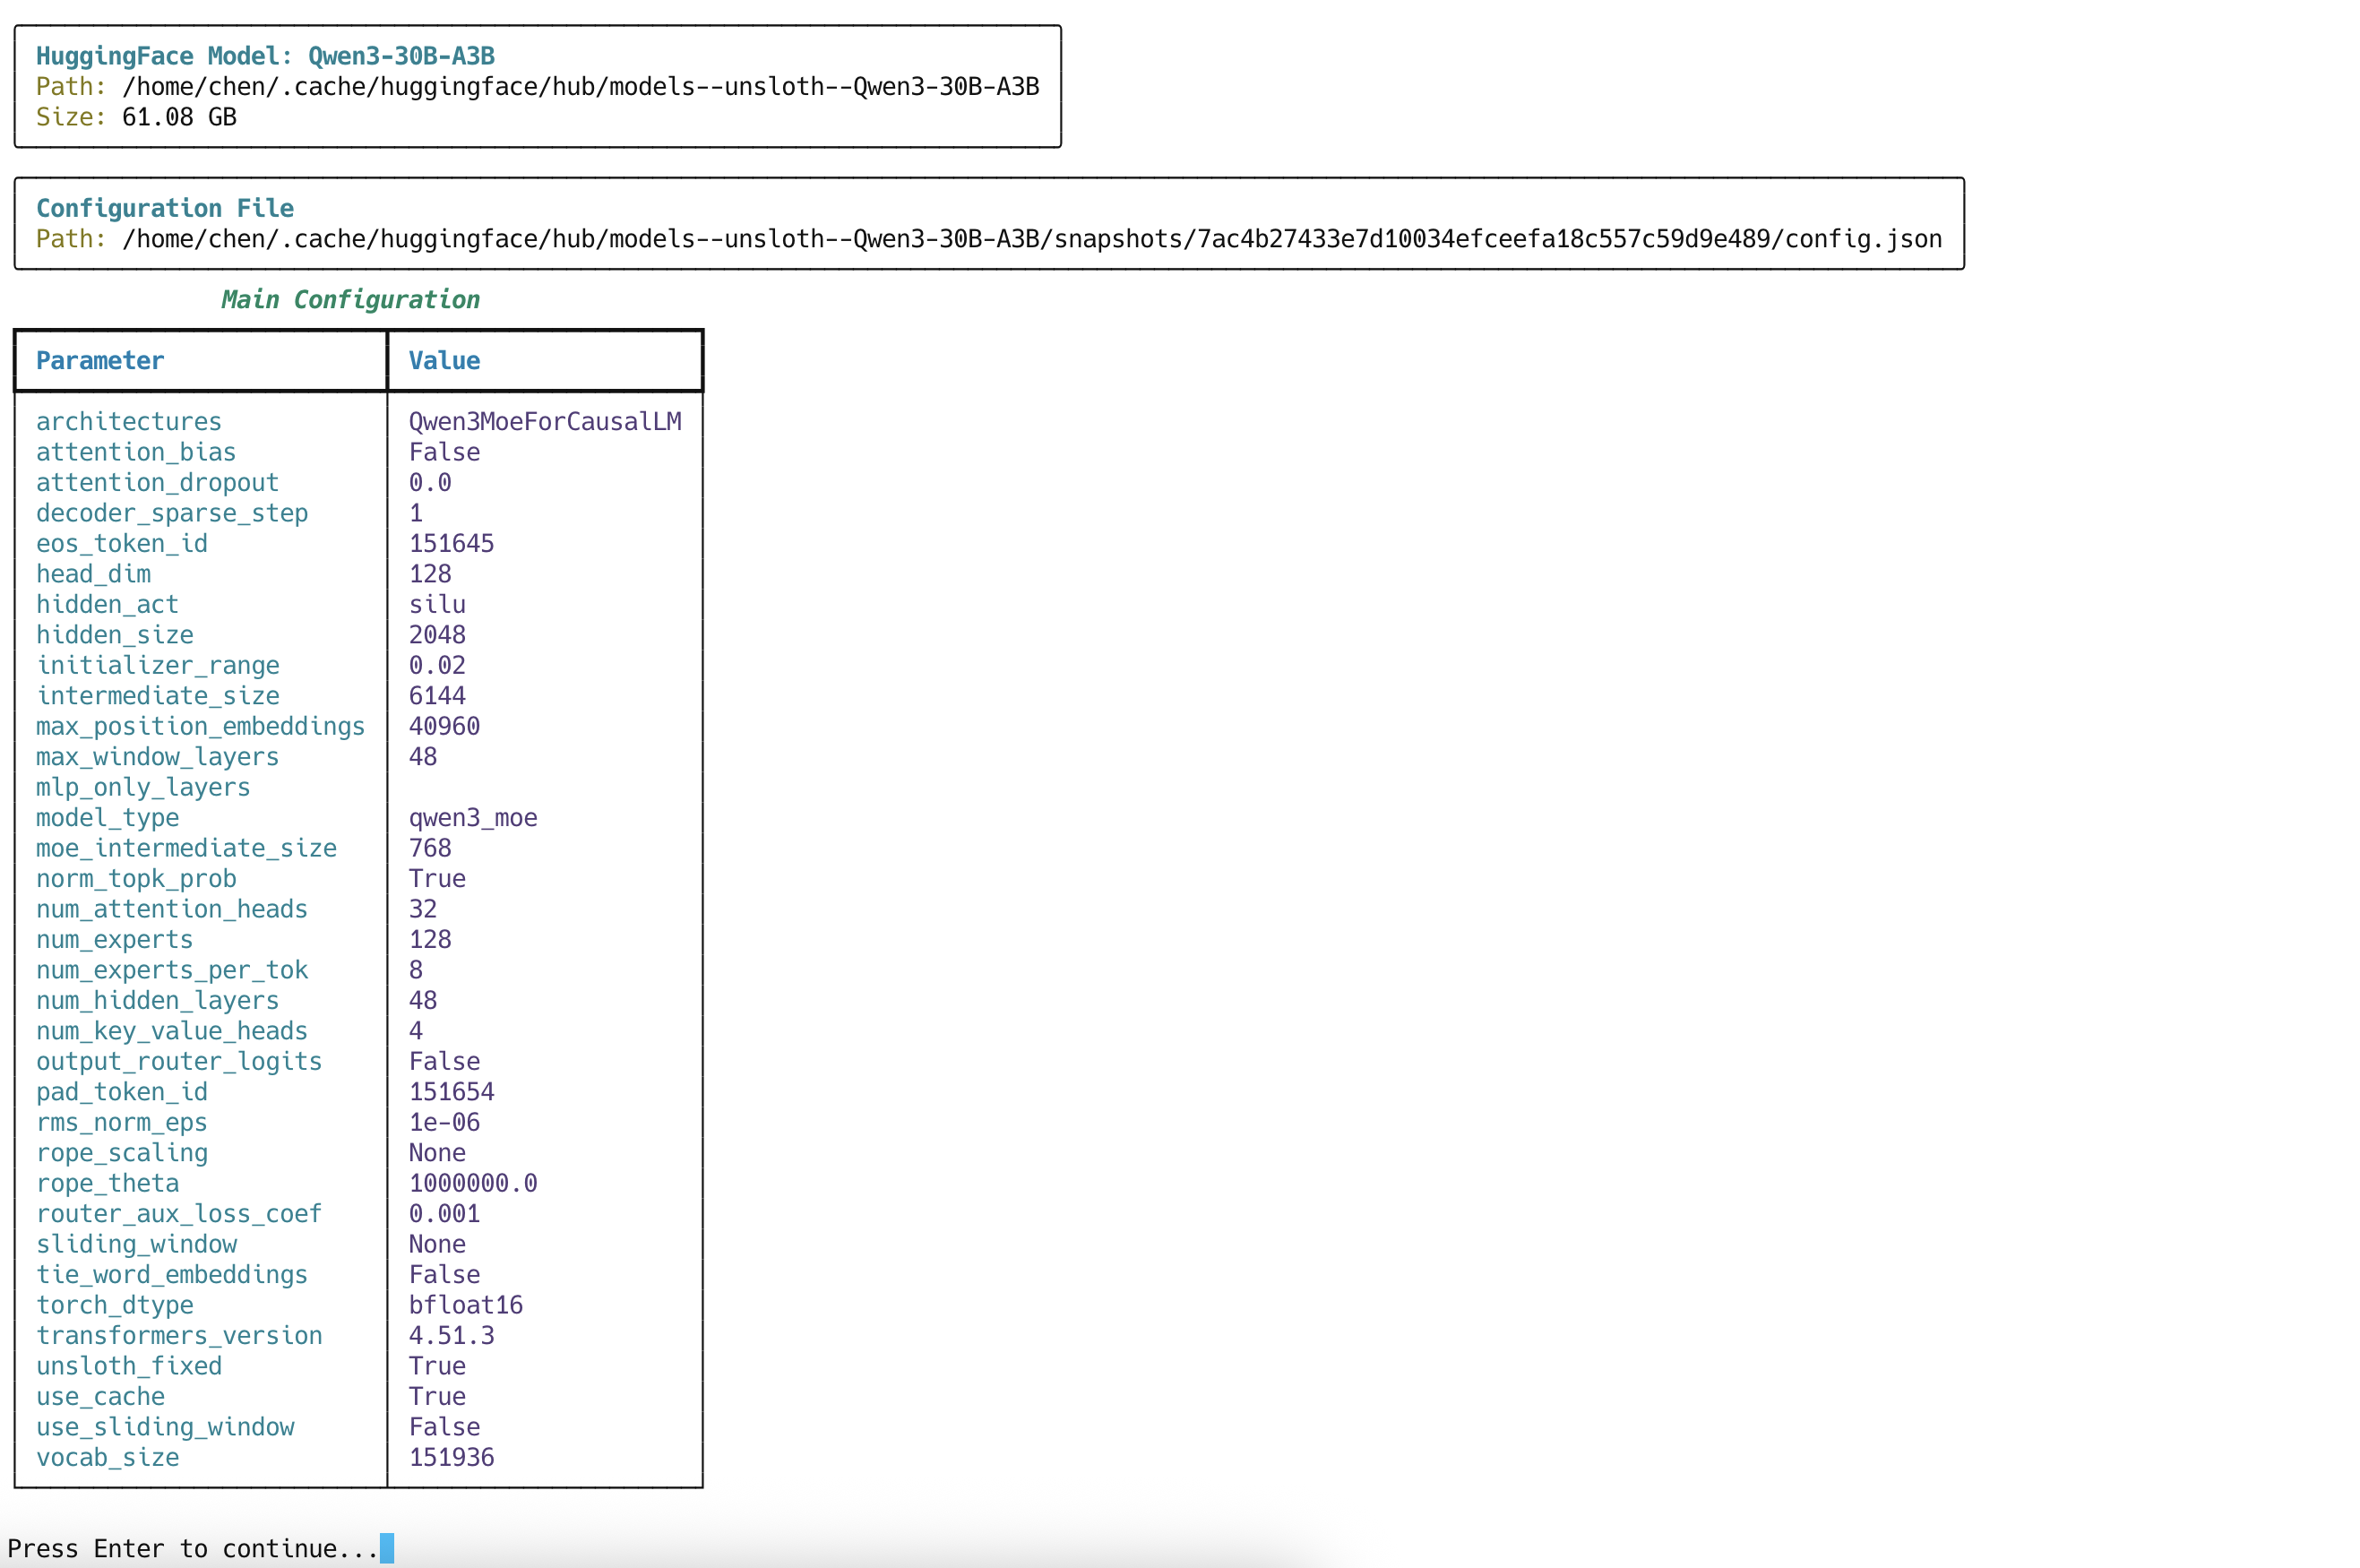 HuggingFace Model: Qwen3-30B-A3B
Path: /home/chen/.cache/huggingface/hub/models--unsloth--Qwen3-30B-A3B
Size: 61.08 GB
Configuration File
Path: /home/chen/.cache/huggingface/hub/models--unsloth--Qwen3-30B-A3B/snapshots/7ac4b27433e7d10034efceefa18c557c59d9e489/config.json
Main Configuration
Parameter Value
architectures Qwen3MoeForCausalLM
attention_bias False
attention_dropout 0.0
decoder_sparse_step 1
eos_token_id 151645
head_dim 128
hidden_act silu
hidden_size 2048
initializer_range 0.02
intermediate_size 6144
max_position_embeddings 40960
max_window_layers 48
mlp_only_layers
model_type qwen3_moe
moe_intermediate_size 768
norm_topk_prob True
num_attention_heads 32
num_experts 128
num_experts_per_tok 8
num_hidden_layers 48
num_key_value_heads 4
output_router_logits False
pad_token_id 151654
rms_norm_eps 1e-06
rope_scaling None
rope_theta 1000000.0
router_aux_loss_coef 0.001
sliding_window None
tie_word_embeddings False
torch_dtype bfloat16
transformers_version 4.51.3
unsloth_fixed True
use_cache True
use_sliding_window False
vocab_size 151936
Press Enter to continue...